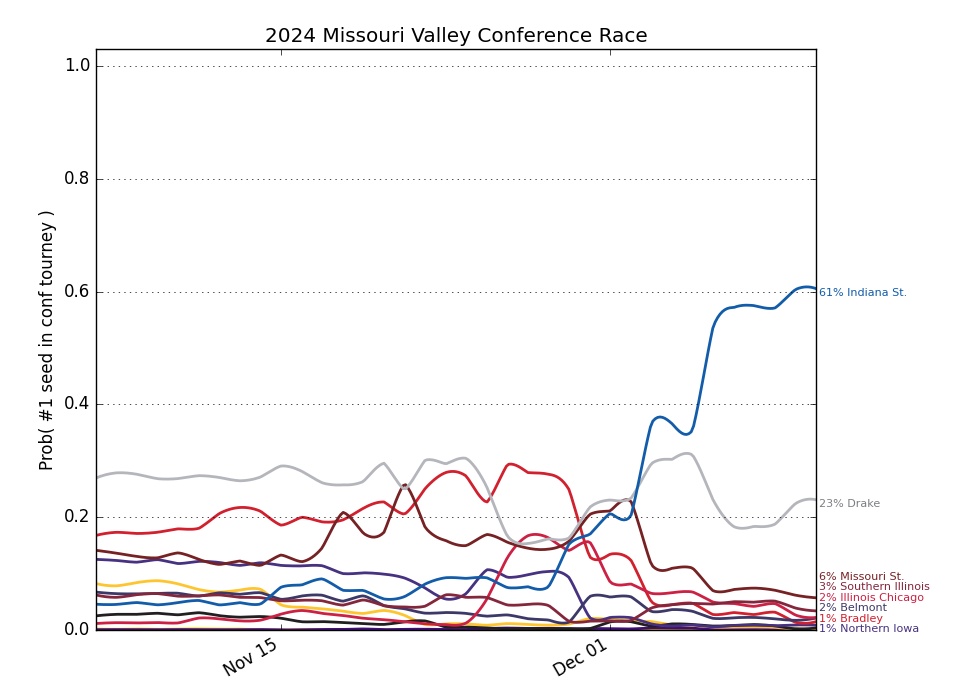 2024 Missouri Valley Conference Race
Prob( #1 seed in conf tourney )
1.0
0.8
0.6
0.4
0.2
0.0
Nov 15
Dec 01
61% Indiana St.
23% Drake
6% Missouri St.
3% Southern Illinois
2% Illinois Chicago
2% Belmont
1% Bradley
1% Northern Iowa